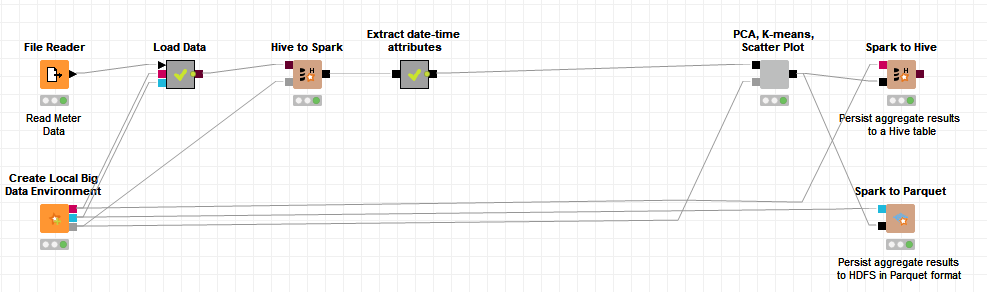 File Reader
Load Data
Hive to Spark
Extract date-time
attributes
PCA, K-means,
Scatter Plot
Spark to Hive
H
H
Read Meter
Data
Persist aggregate results
to a Hive table
Create Local Big
Data Environment
Spark to Parquet
Persist aggregate results
to HDFS in Parquet format